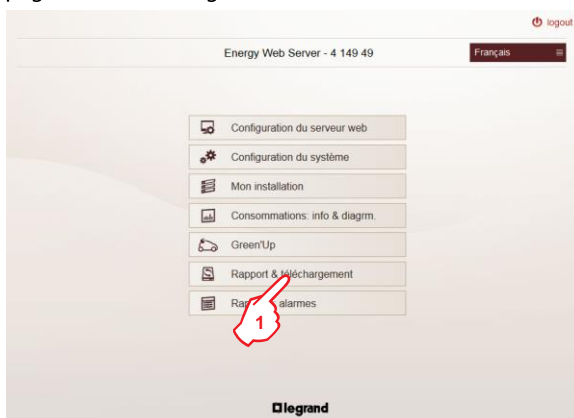 logout
Energy Web Server - 4 149 49
Français
Configuration du serveur web
Configuration du système
Mon installation
Consommations: info & diagrm.
Green'Up
Rapport & téléchargement
alarmes
1
legrand